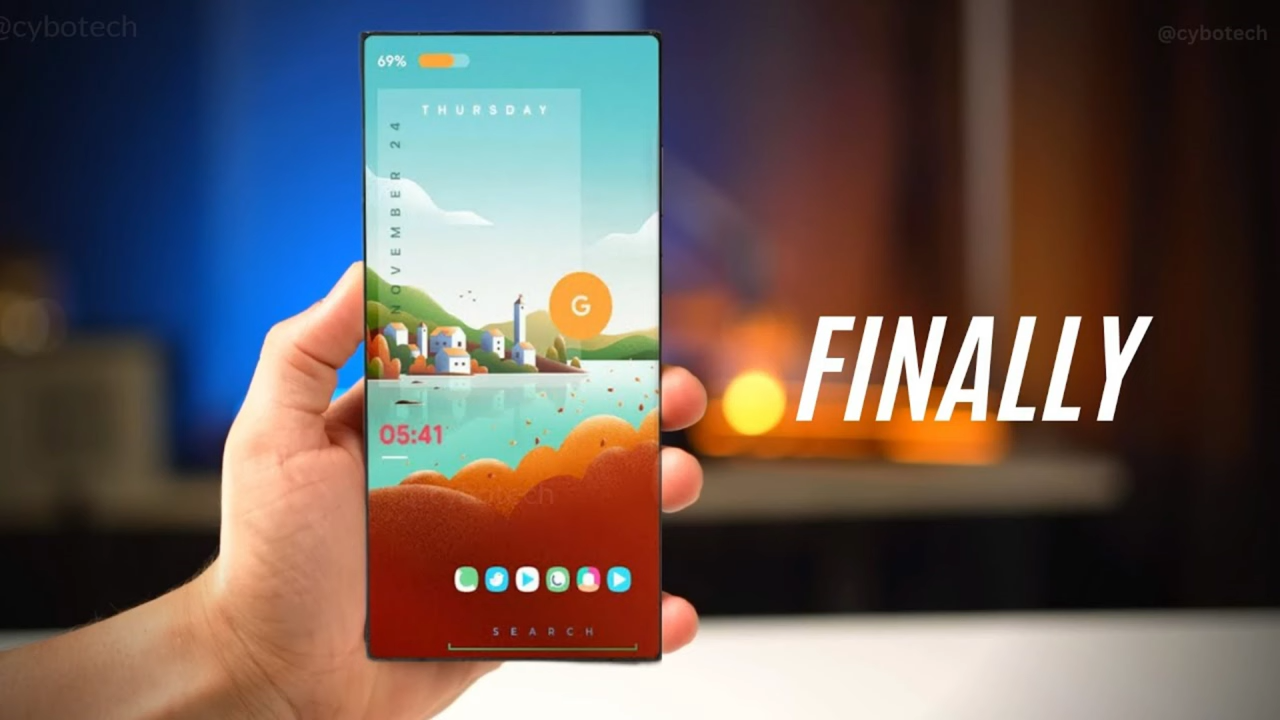 @cybotech
@cybotech
69%
THURSDAY
NOVEMBER 24
G
FINALLY
05:41
SEARCH